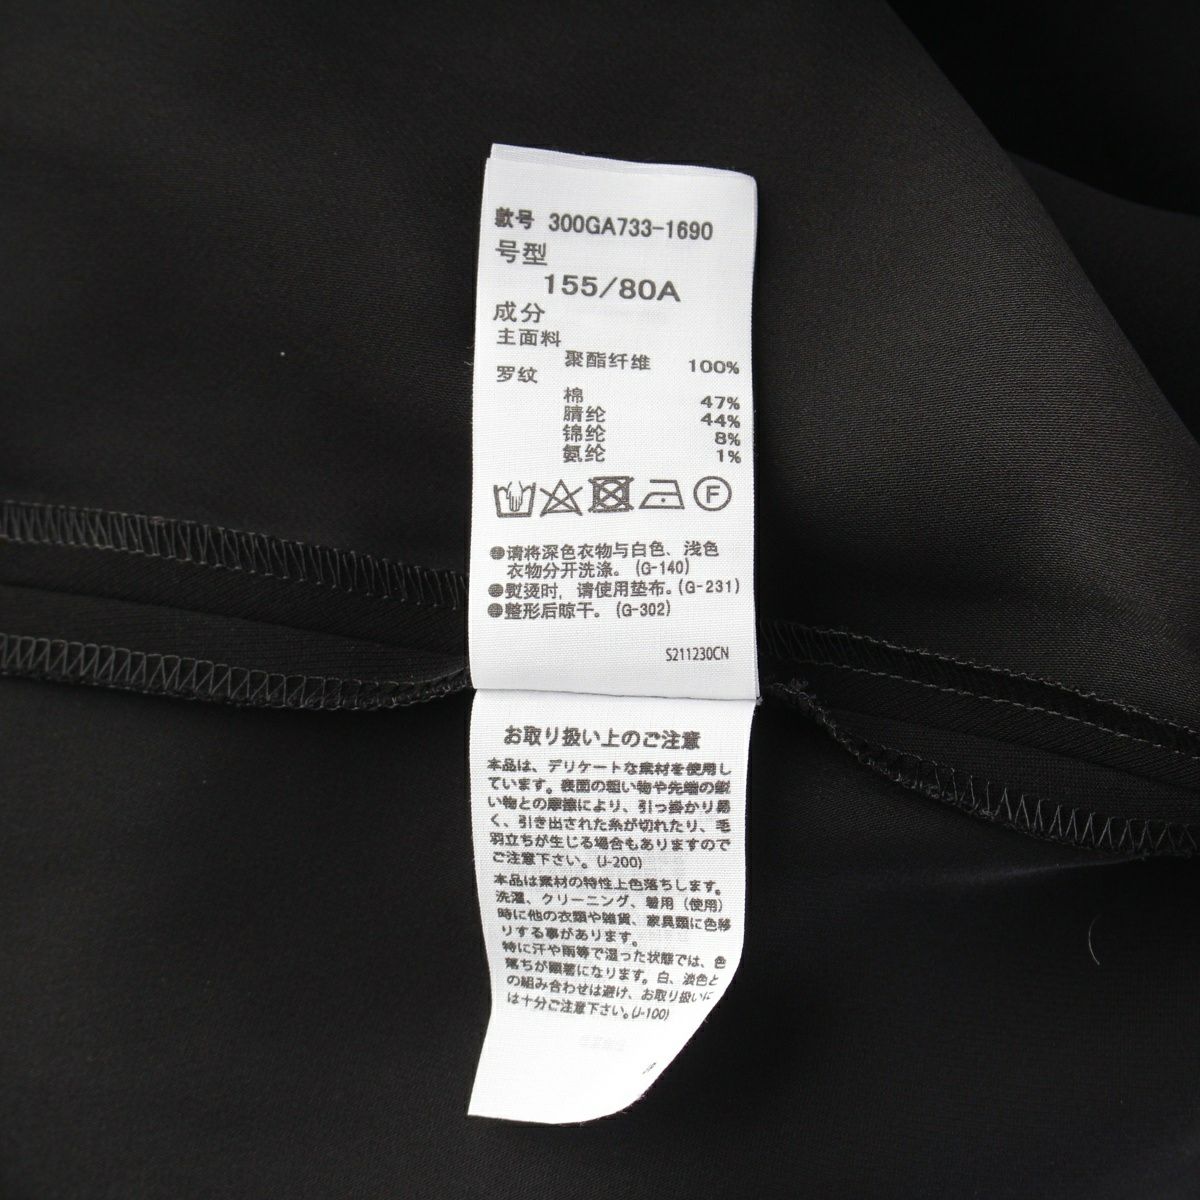 款号 300GA733-1690
号型
155/80A
成分
主面料
聚酯纤维 100%
罗纹
棉 47%
腈纶 44%
锦纶 8%
氨纶 1%
F
●请将深色衣物与白色、浅色
衣物分开洗涤。(G-140)
●熨烫时，请使用垫布。(G-231)
●整形后晾干。(G-302)
S211230CN
お取り扱い上のご注意
本品は、デリケートな素材を使用し
ています。表面の粗い物や先端の鋭
い物との摩擦により、引っ掛かり易
く、引き出された糸が切れたり、毛
羽立ちが生じる場合もありますので
ご注意下さい。(J-200)
本品は素材の特性上色落ちします。
洗濯、クリーニング、着用（使用）
時に他の衣類や雑貨、家具類に色移
りする事があります。
特に汗や雨等で湿った状態では、色
落ちが顕著になります。白、淡色と
の組み合わせは避け、お取り扱いに
は十分ご注意下さい。(J-100)